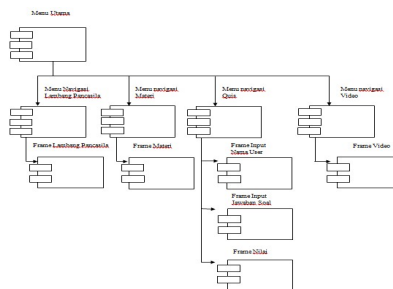 Menu Utama
Menu Navigasi
Lambang Pancasila
Menu navigasi
Materi
Menu navigasi
Quis
Menu navigasi
Video
Frame Lambang Pancasila
Frame Materi
Frame Input
Nama User
Frame Video
Frame Input
Jawaban Soal
Frame Nilai